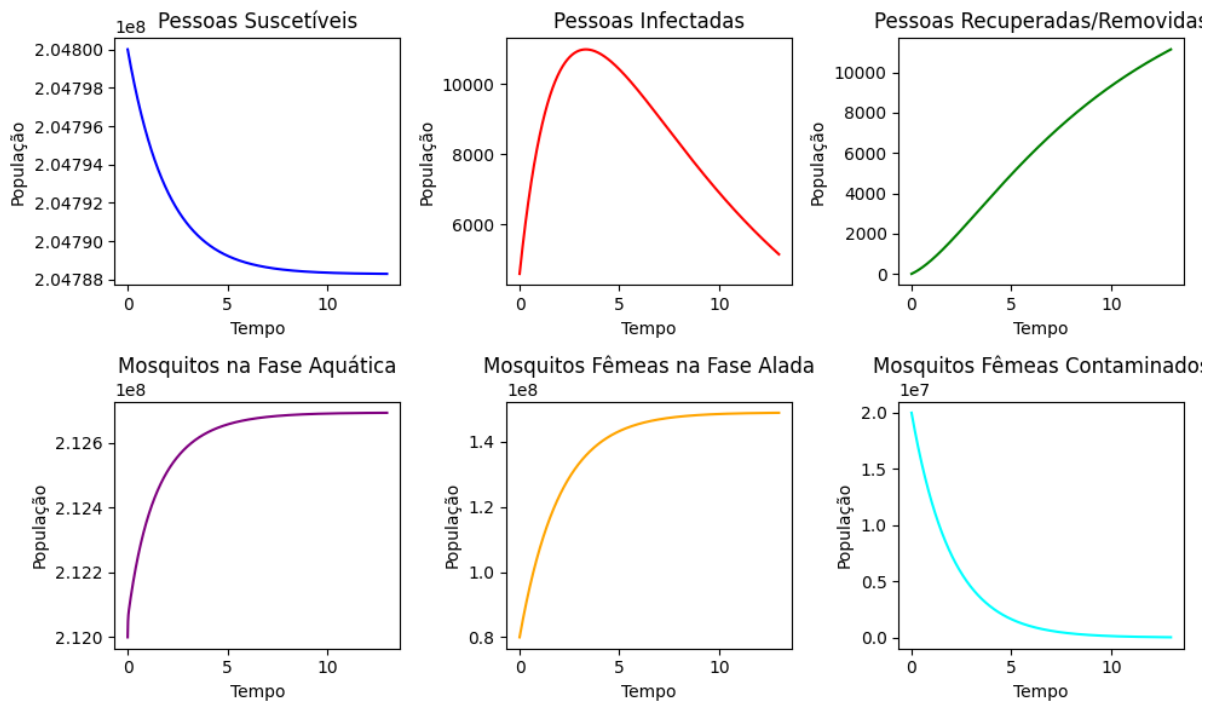 Pessoas Suscetíveis
1e8
2.04800
2.04798
2.04796
2.04794
2.04792
2.04790
2.04788
População
0 5 10
Tempo
Pessoas Infectadas
10000
8000
6000
População
0 5 10
Tempo
Pessoas Recuperadas/Removidas
10000
8000
6000
4000
2000
0
População
0 5 10
Tempo
Mosquitos na Fase Aquática
1e8
2.126
2.124
2.122
2.120
População
0 5 10
Tempo
Mosquitos Fêmeas na Fase Alada
1e8
1.4
1.2
1.0
0.8
População
0 5 10
Tempo
Mosquitos Fêmeas Contaminados
1e7
2.0
1.5
1.0
0.5
0.0
População
0 5 10
Tempo